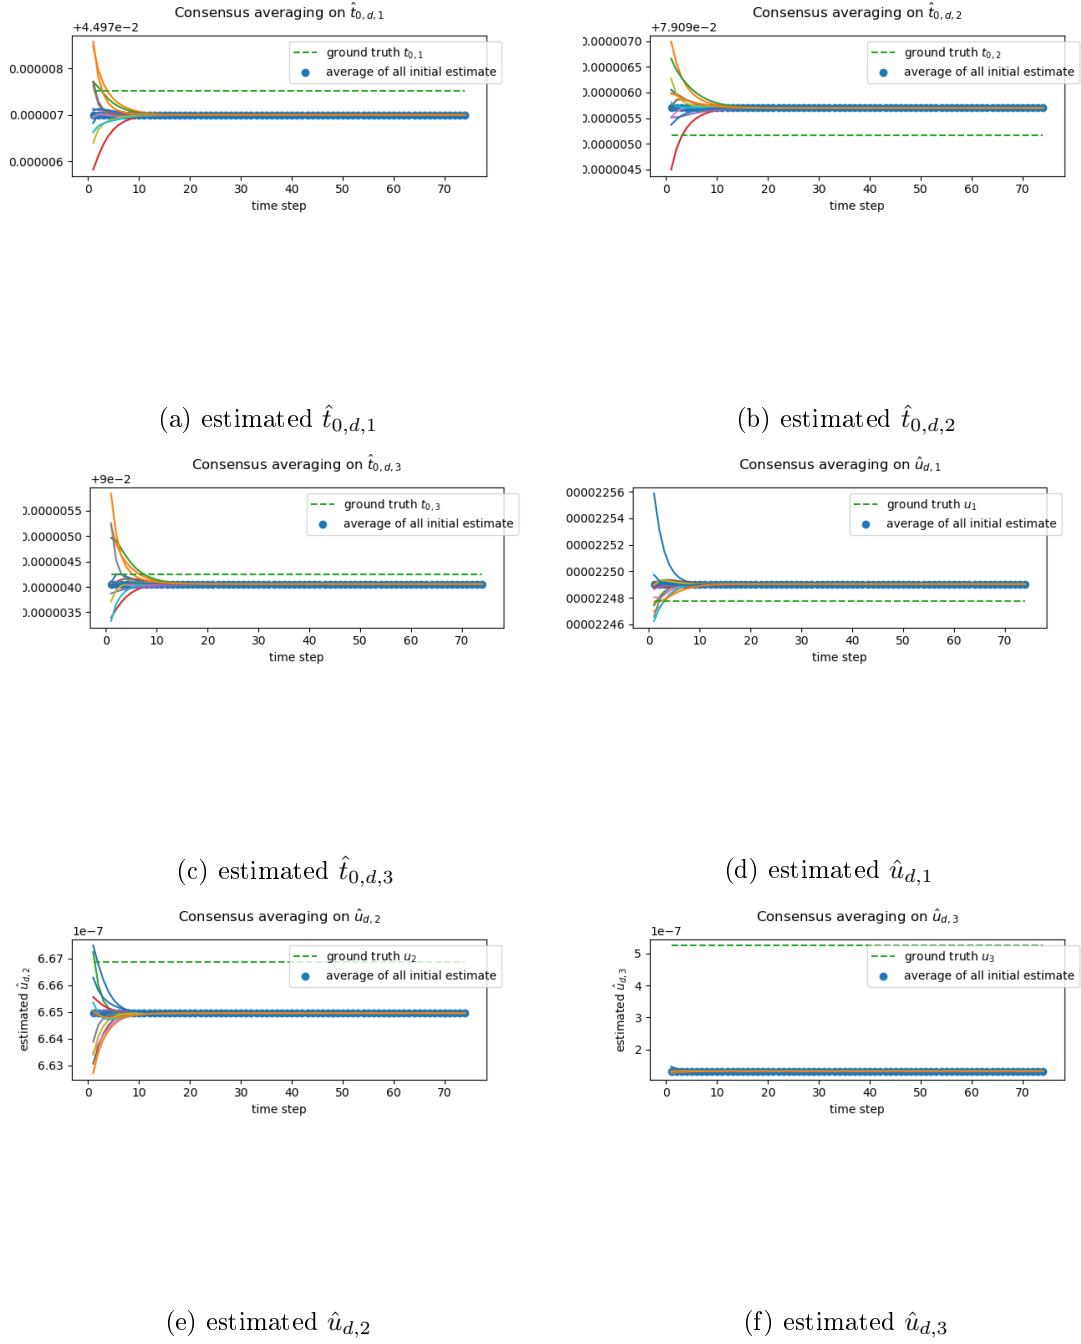 Consensus averaging on t̂₀,d,₁
+4.497e−2
ground truth t₀,₁
average of all initial estimate
0.000008
0.000007
0.000006
0 10 20 30 40 50 60 70
time step
(a) estimated t̂₀,d,₁
Consensus averaging on t̂₀,d,₂
+7.909e−2
ground truth t₀,₂
average of all initial estimate
0.0000070
0.0000065
0.0000060
0.0000055
0.0000050
0.0000045
0 10 20 30 40 50 60 70
time step
(b) estimated t̂₀,d,₂
Consensus averaging on t̂₀,d,₃
+9e−2
ground truth t₀,₃
average of all initial estimate
0.0000055
0.0000050
0.0000045
0.0000040
0.0000035
0 10 20 30 40 50 60 70
time step
(c) estimated t̂₀,d,₃
Consensus averaging on û_d,₁
ground truth u₁
average of all initial estimate
00002256
00002254
00002252
00002250
00002248
00002246
0 10 20 30 40 50 60 70
time step
(d) estimated û_d,₁
Consensus averaging on û_d,₂
1e−7
ground truth u₂
average of all initial estimate
6.67
6.66
6.65
6.64
6.63
estimated û_d,₂
0 10 20 30 40 50 60 70
time step
(e) estimated û_d,₂
Consensus averaging on û_d,₃
1e−7
ground truth u₃
average of all initial estimate
5
4
3
2
estimated û_d,₃
0 10 20 30 40 50 60 70
time step
(f) estimated û_d,₃